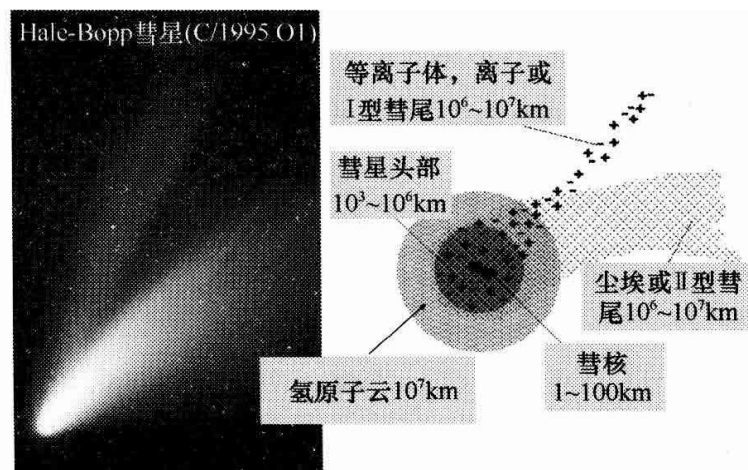 Hale-Bopp彗星(C/1995 O1)
等离子体，离子或
Ⅰ型彗尾10⁶~10⁷km
彗星头部
10³~10⁶km
尘埃或Ⅱ型彗
尾10⁶~10⁷km
彗核
1~100km
氢原子云10⁷km